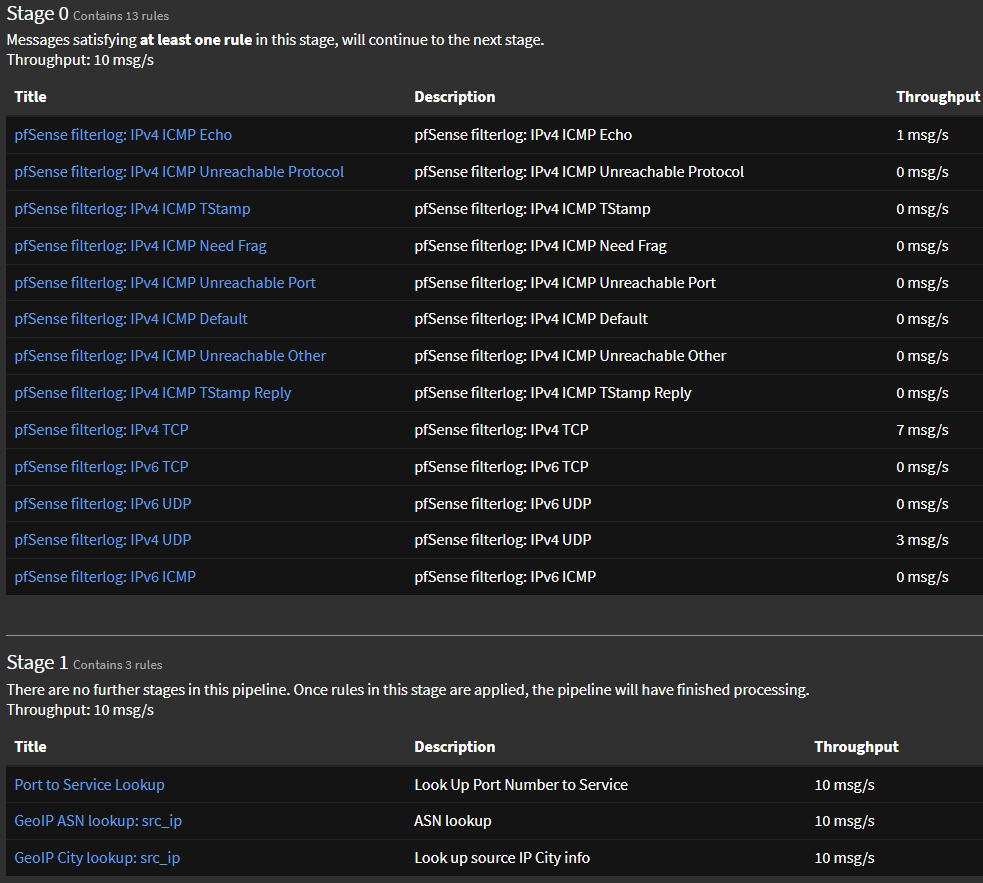 Stage 0 Contains 13 rules
Messages satisfying at least one rule in this stage, will continue to the next stage.
Throughput: 10 msg/s
Title Description Throughput
pfSense filterlog: IPv4 ICMP Echo pfSense filterlog: IPv4 ICMP Echo 1 msg/s
pfSense filterlog: IPv4 ICMP Unreachable Protocol pfSense filterlog: IPv4 ICMP Unreachable Protocol 0 msg/s
pfSense filterlog: IPv4 ICMP TStamp pfSense filterlog: IPv4 ICMP TStamp 0 msg/s
pfSense filterlog: IPv4 ICMP Need Frag pfSense filterlog: IPv4 ICMP Need Frag 0 msg/s
pfSense filterlog: IPv4 ICMP Unreachable Port pfSense filterlog: IPv4 ICMP Unreachable Port 0 msg/s
pfSense filterlog: IPv4 ICMP Default pfSense filterlog: IPv4 ICMP Default 0 msg/s
pfSense filterlog: IPv4 ICMP Unreachable Other pfSense filterlog: IPv4 ICMP Unreachable Other 0 msg/s
pfSense filterlog: IPv4 ICMP TStamp Reply pfSense filterlog: IPv4 ICMP TStamp Reply 0 msg/s
pfSense filterlog: IPv4 TCP pfSense filterlog: IPv4 TCP 7 msg/s
pfSense filterlog: IPv6 TCP pfSense filterlog: IPv6 TCP 0 msg/s
pfSense filterlog: IPv6 UDP pfSense filterlog: IPv6 UDP 0 msg/s
pfSense filterlog: IPv4 UDP pfSense filterlog: IPv4 UDP 3 msg/s
pfSense filterlog: IPv6 ICMP pfSense filterlog: IPv6 ICMP 0 msg/s
Stage 1 Contains 3 rules
There are no further stages in this pipeline. Once rules in this stage are applied, the pipeline will have finished processing.
Throughput: 10 msg/s
Title Description Throughput
Port to Service Lookup Look Up Port Number to Service 10 msg/s
GeoIP ASN lookup: src_ip ASN lookup 10 msg/s
GeoIP City lookup: src_ip Look up source IP City info 10 msg/s